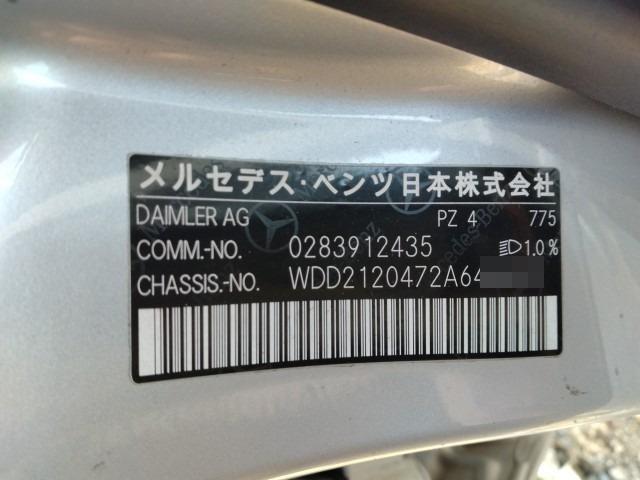 メルセデス・ベンツ日本株式会社
DAIMLER AG PZ 4 775
COMM.-NO. 0283912435 1.0%
CHASSIS.-NO. WDD2120472A64